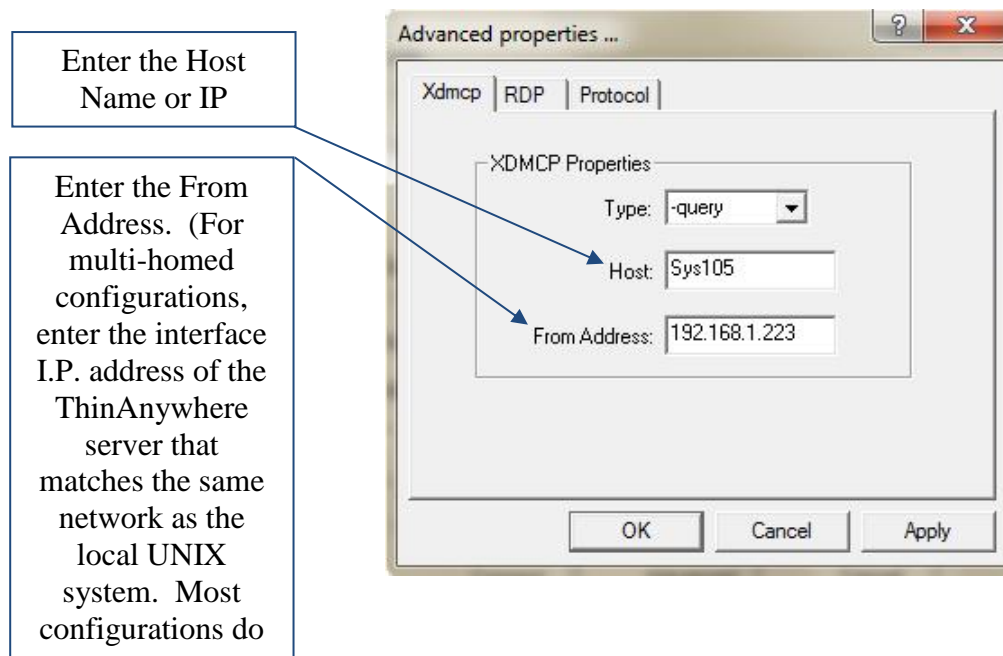 Enter the Host
Name or IP
Enter the From
Address.  (For
multi-homed
configurations,
enter the interface
I.P. address of the
ThinAnywhere
server that
matches the same
network as the
local UNIX
system.  Most
configurations do
Advanced properties ...
?
X
Xdmcp RDP Protocol
XDMCP Properties
Type: -query
Host: Sys105
From Address: 192.168.1.223
OK Cancel Apply